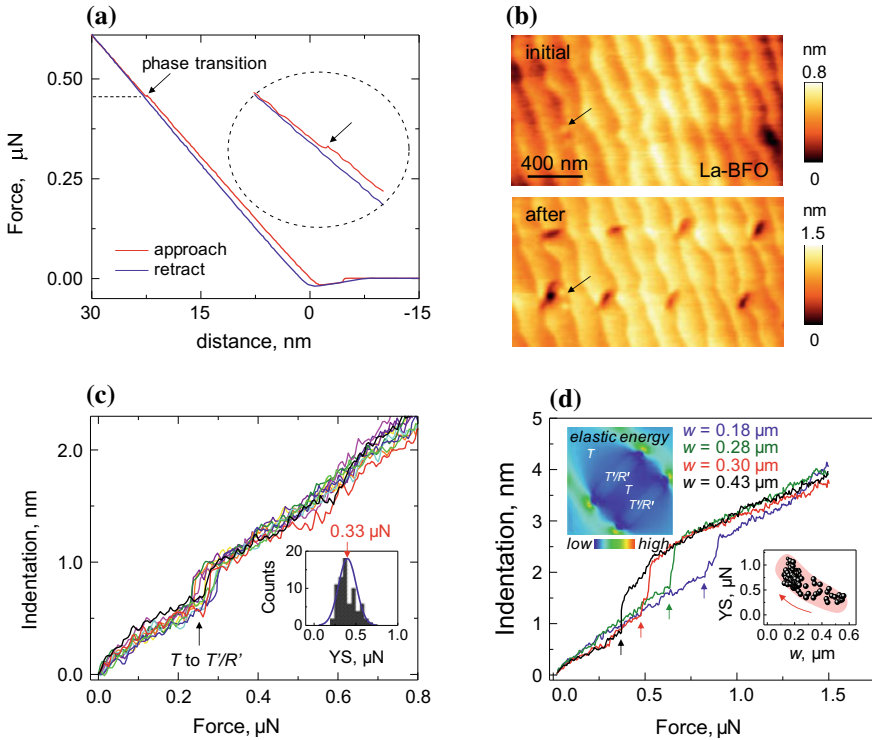 (a)
0.50
0.25
0.00
Force, μN
phase transition
approach
retract
30
15
0
-15
distance, nm
(b)
initial
400 nm
La-BFO
nm
0.8
0
after
nm
1.5
0
(c)
2.0
1.0
0.0
Indentation, nm
T to T'/R'
0.33 μN
20
10
0
Counts
0.0
0.5
1.0
YS, μN
0.0
0.2
0.4
0.6
0.8
Force, μN
(d)
5
4
3
2
1
0
Indentation, nm
elastic energy
T
T'/R'
T
T'/R'
low
high
w = 0.18 μm
w = 0.28 μm
w = 0.30 μm
w = 0.43 μm
1.0
0.5
0.0
YS, μN
0.0
0.2
0.4
0.6
w, μm
0.0
0.5
1.0
1.5
Force, μN